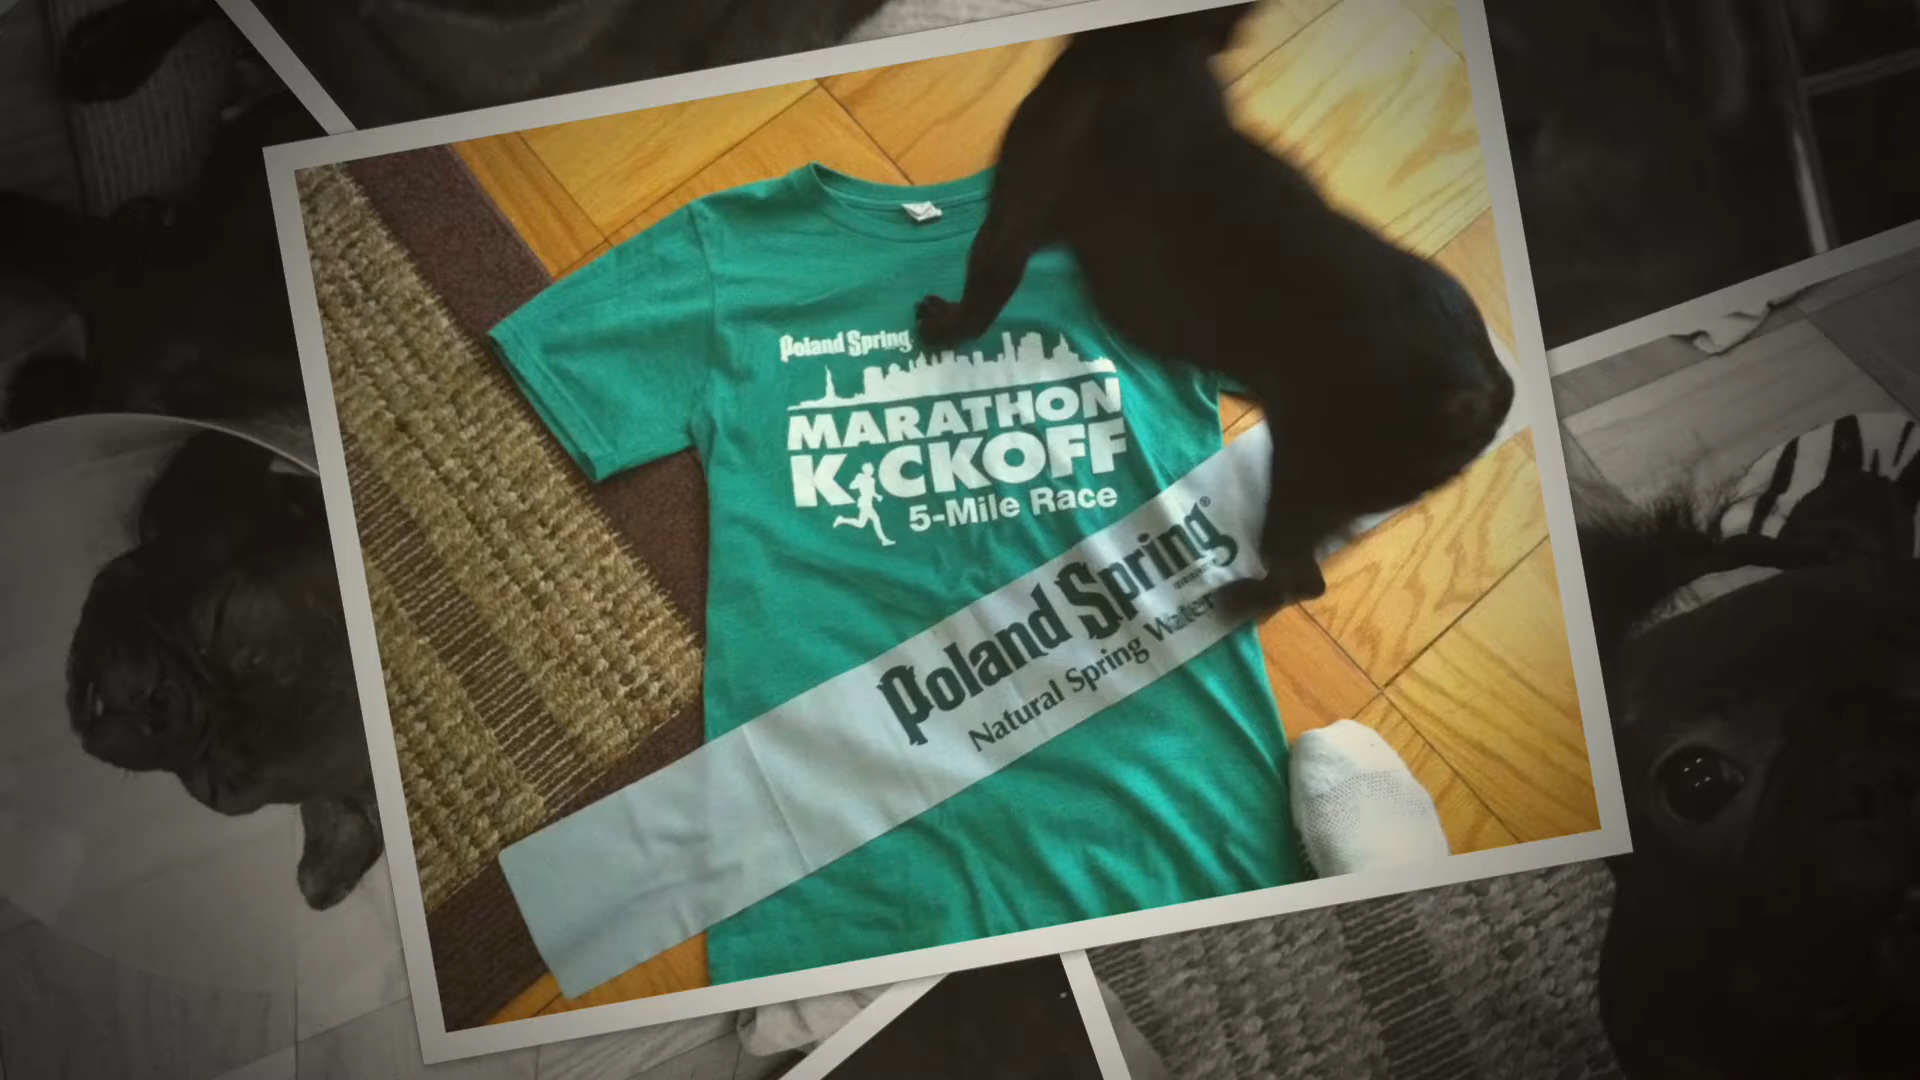 Poland Spring
MARATHON
KICKOFF
5-Mile Race
Poland Spring®
Natural Spring Water